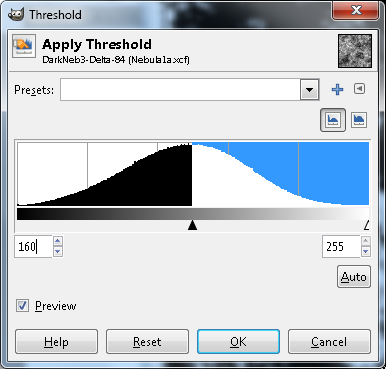 Threshold
Apply Threshold
DarkNeb3-Delta-84 (Nebula1a.xcf)
Presets:
160
255
Auto
Preview
Help
Reset
OK
Cancel